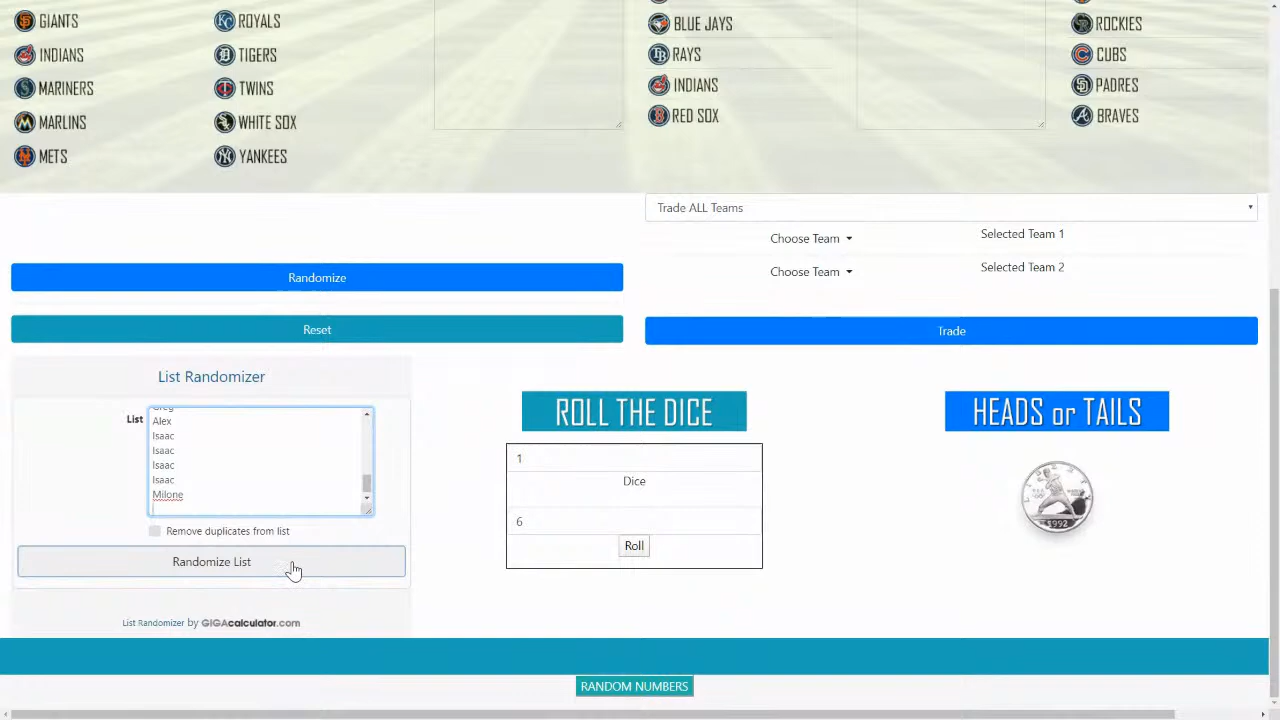 GIANTS
ROYALS
INDIANS
TIGERS
MARINERS
TWINS
MARLINS
WHITE SOX
METS
YANKEES
BLUE JAYS
RAYS
INDIANS
RED SOX
ROCKIES
CUBS
PADRES
BRAVES
Trade ALL Teams
Choose Team
Selected Team 1
Choose Team
Selected Team 2
Randomize
Reset
Trade
List Randomizer
List
Greg
Alex
Isaac
Isaac
Isaac
Isaac
Milone
Remove duplicates from list
Randomize List
List Randomizer by GIGAcalculator.com
ROLL THE DICE
1
Dice
6
Roll
HEADS or TAILS
1992
RANDOM NUMBERS